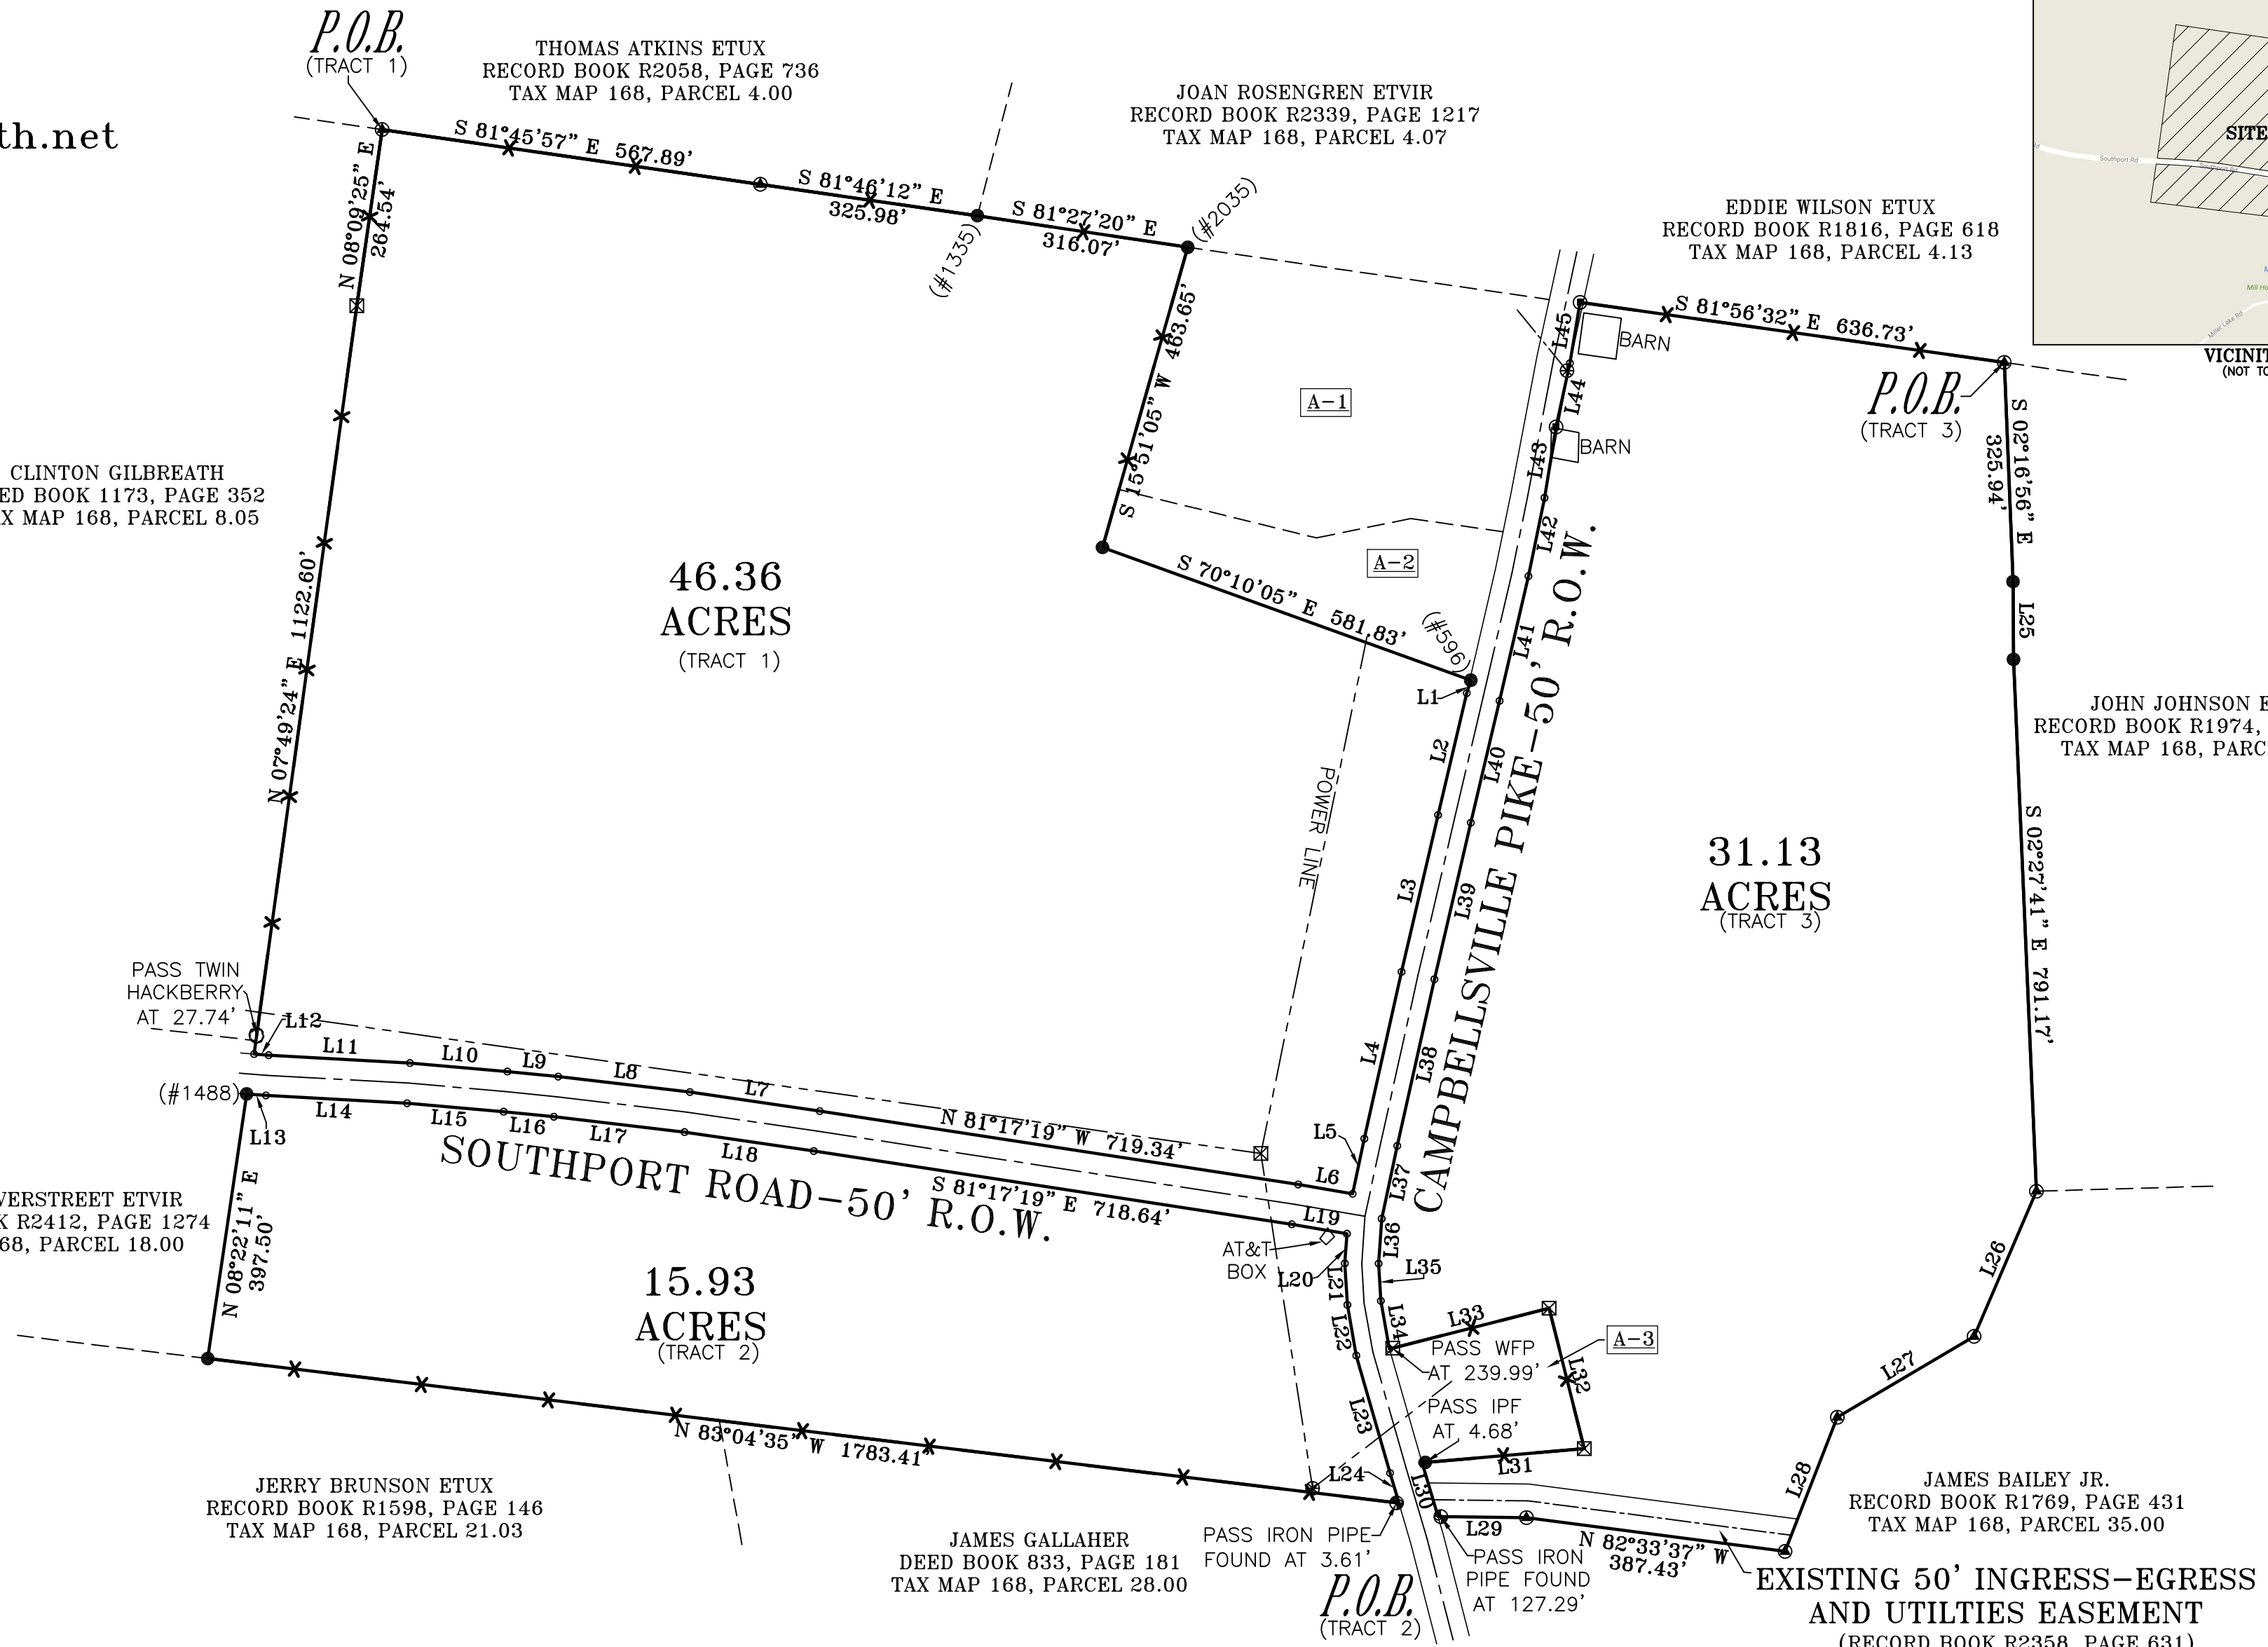 P.O.B.
(TRACT 1)
THOMAS ATKINS ETUX
RECORD BOOK R2058, PAGE 736
TAX MAP 168, PARCEL 4.00
th.net
JOAN ROSENGREN ETVIR
RECORD BOOK R2339, PAGE 1217
TAX MAP 168, PARCEL 4.07
EDDIE WILSON ETUX
RECORD BOOK R1816, PAGE 618
TAX MAP 168, PARCEL 4.13
SITE
Southport Rd
Miller Lake Rd
VICINIT
(NOT TO
S 81°45'57" E 567.89'
S 81°46'12" E
325.98'
S 81°27'20" E
316.07'
(#1335)
(#2035)
N 08°09'25" E
264.54'
S 15°51'05" W 463.65'
S 81°56'32" E 636.73'
L45
BARN
L44
BARN
L43
L42
A-1
A-2
P.O.B.
(TRACT 3)
S 02°16'56" E
325.94'
L25
CLINTON GILBREATH
ED BOOK 1173, PAGE 352
X MAP 168, PARCEL 8.05
46.36
ACRES
(TRACT 1)
S 70°10'05" E 581.83'
(#596)
L1
L2
L3
L4
L5
L6
L41
L40
L39
L38
L37
L36
L35
L34
CAMPBELLSVILLE PIKE-50' R.O.W.
POWER LINE
N 07°49'24" E 1122.60'
JOHN JOHNSON E
RECORD BOOK R1974,
TAX MAP 168, PARC
31.13
ACRES
(TRACT 3)
S 02°27'41" E 791.17'
PASS TWIN
HACKBERRY
AT 27.74'
L12
L11
L10
L9
L8
L7
N 81°17'19" W 719.34'
(#1488)
L13
L14
L15
L16
L17
L18
S 81°17'19" E 718.64'
L19
SOUTHPORT ROAD-50' R.O.W.
VERSTREET ETVIR
K R2412, PAGE 1274
68, PARCEL 18.00
N 08°22'11" E
397.50'
15.93
ACRES
(TRACT 2)
AT&T
BOX
L20
L21
L22
L23
L24
L33
PASS WFP
AT 239.99'
A-3
L32
PASS IPF
AT 4.68'
L31
L30
L29
L26
L27
L28
N 83°04'35" W 1783.41'
JERRY BRUNSON ETUX
RECORD BOOK R1598, PAGE 146
TAX MAP 168, PARCEL 21.03
JAMES GALLAHER
DEED BOOK 833, PAGE 181
TAX MAP 168, PARCEL 28.00
PASS IRON PIPE
FOUND AT 3.61'
P.O.B.
(TRACT 2)
PASS IRON
PIPE FOUND
AT 127.29'
N 82°33'37" W
387.43'
JAMES BAILEY JR.
RECORD BOOK R1769, PAGE 431
TAX MAP 168, PARCEL 35.00
EXISTING 50' INGRESS-EGRESS
AND UTILTIES EASEMENT
(RECORD BOOK R2358, PAGE 631)